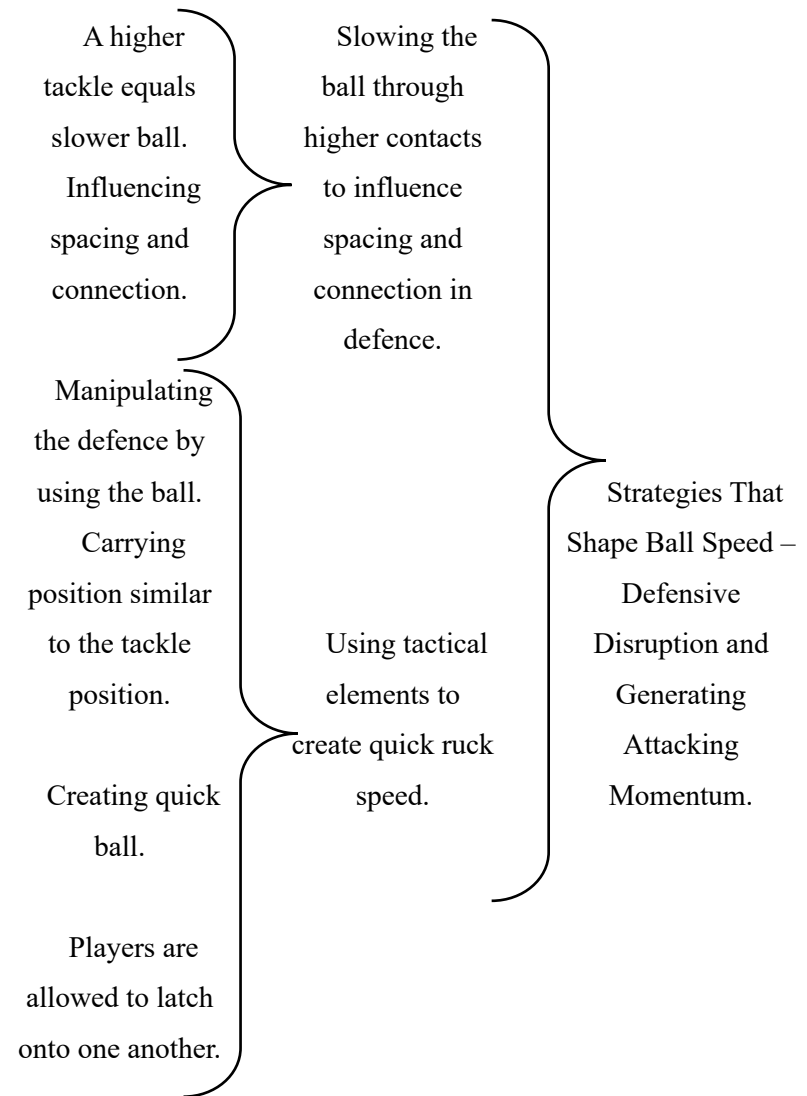 A higher
tackle equals
slower ball.
Influencing
spacing and
connection.
Manipulating
the defence by
using the ball.
Carrying
position similar
to the tackle
position.
Creating quick
ball.
Players are
allowed to latch
onto one another.
Slowing the
ball through
higher contacts
to influence
spacing and
connection in
defence.
Using tactical
elements to
create quick ruck
speed.
Strategies That
Shape Ball Speed –
Defensive
Disruption and
Generating
Attacking
Momentum.